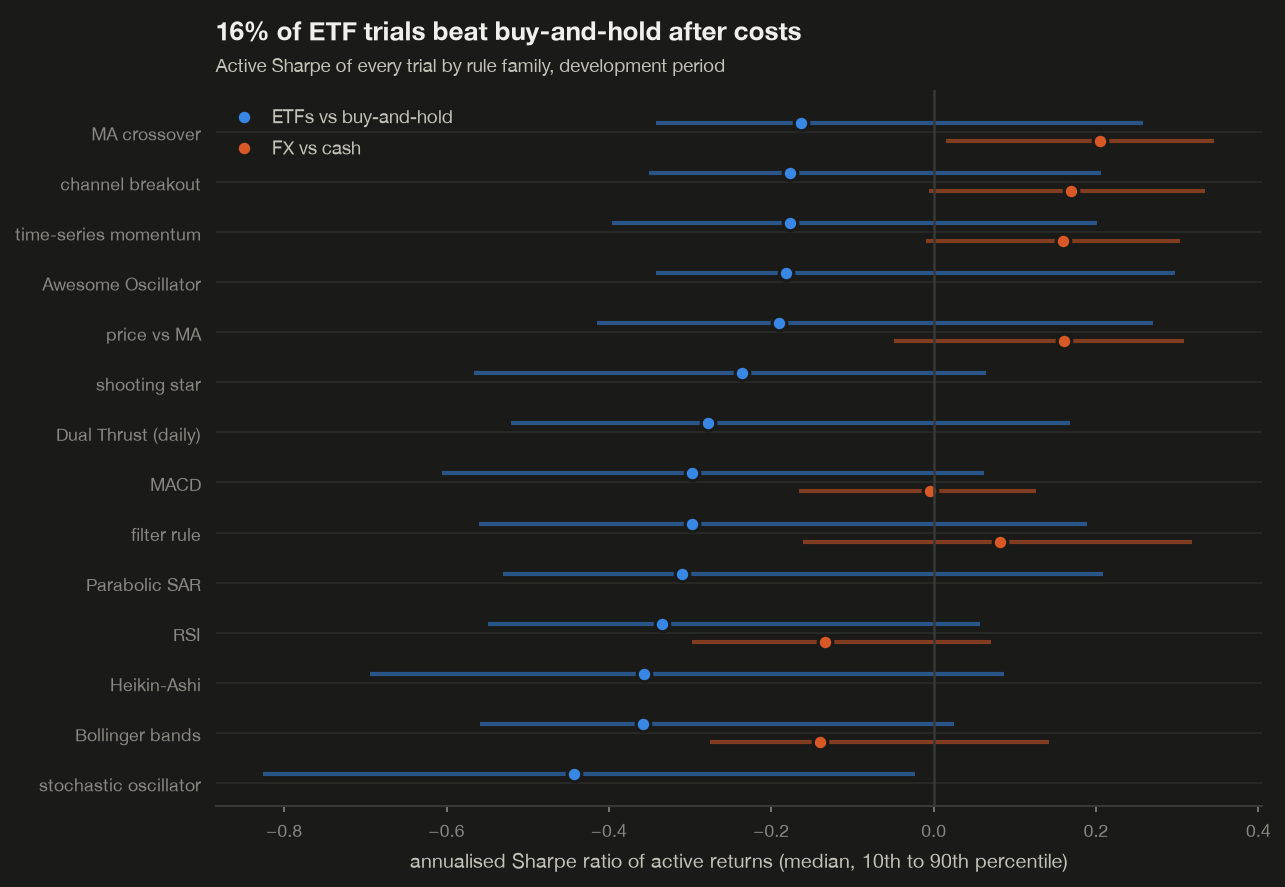 16% of ETF trials beat buy-and-hold after costs
Active Sharpe of every trial by rule family, development period
ETFs vs buy-and-hold
FX vs cash
MA crossover
channel breakout
time-series momentum
Awesome Oscillator
price vs MA
shooting star
Dual Thrust (daily)
MACD
filter rule
Parabolic SAR
RSI
Heikin-Ashi
Bollinger bands
stochastic oscillator
−0.8 −0.6 −0.4 −0.2 0.0 0.2 0.4
annualised Sharpe ratio of active returns (median, 10th to 90th percentile)